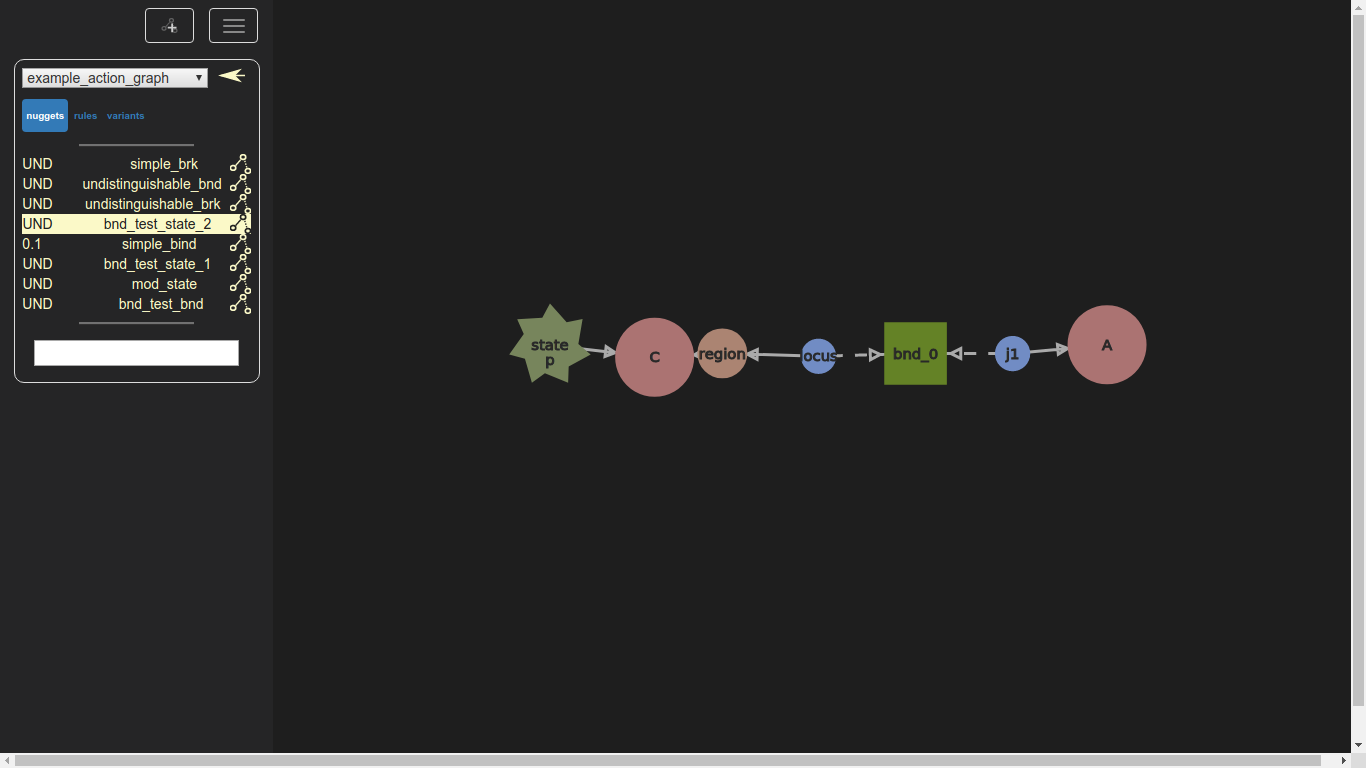 example_action_graph
nuggets rules variants
UND simple_brk
UND undistinguishable_bnd
UND undistinguishable_brk
UND bnd_test_state_2
0.1 simple_bind
UND bnd_test_state_1
UND mod_state
UND bnd_test_bnd
state
p
C
region
ocus
bnd_0
j1
A